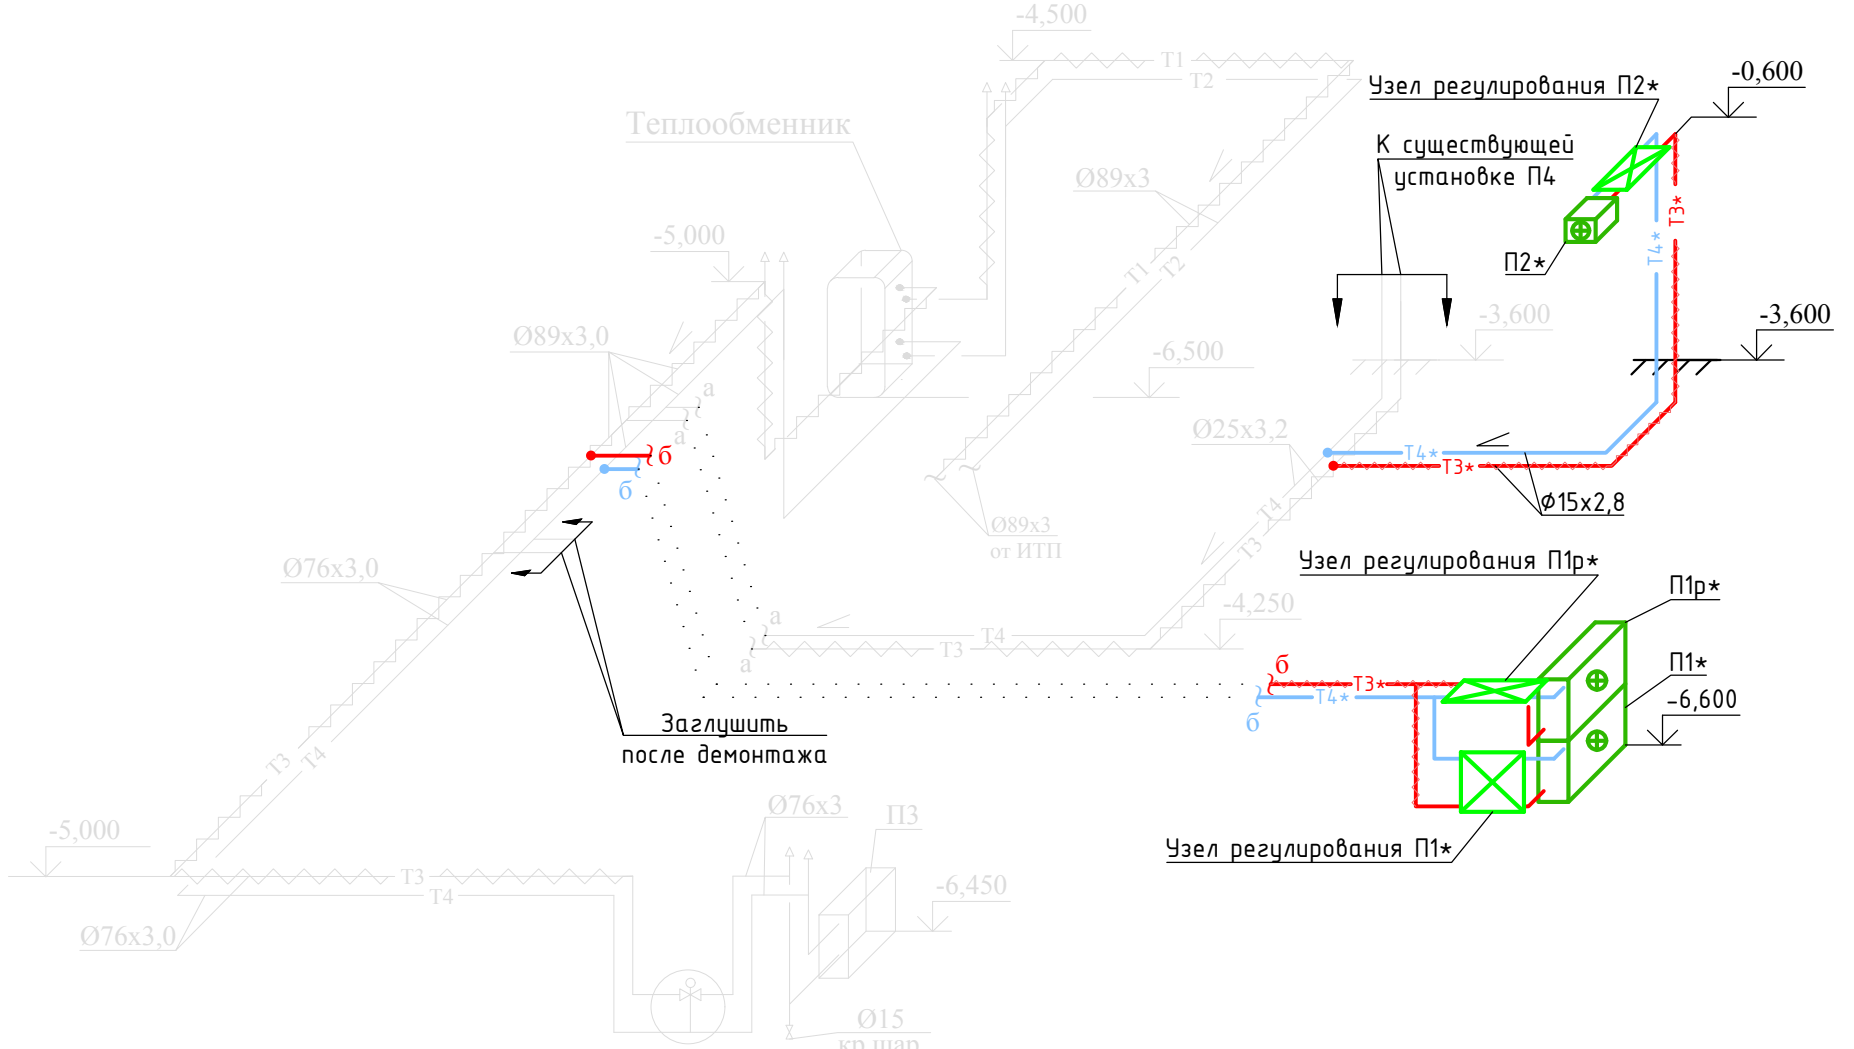 -4,500
Т1
Т2
Узел регулирования П2*
-0,600
Теплообменник
К существующей
установке П4
Ø89х3
Т3*
Т4*
-5,000
П2*
Т1
Т2
Ø89х3,0
-3,600
-3,600
-6,500
а
а
б
б
Ø25х3,2
Т4*
Т3*
Ø15х2,8
Т4
Т3
Ø89х3
от ИТП
Узел регулирования П1р*
Ø76х3,0
П1р*
-4,250
а
а
Т4
Т3
б
Т3*
Т4*
б
П1*
-6,600
Заглушить
после демонтажа
Т3
Т4
Ø76х3
П3
-5,000
Узел регулирования П1*
Т3
Т4
-6,450
Ø76х3,0
Ø15
кр.шар